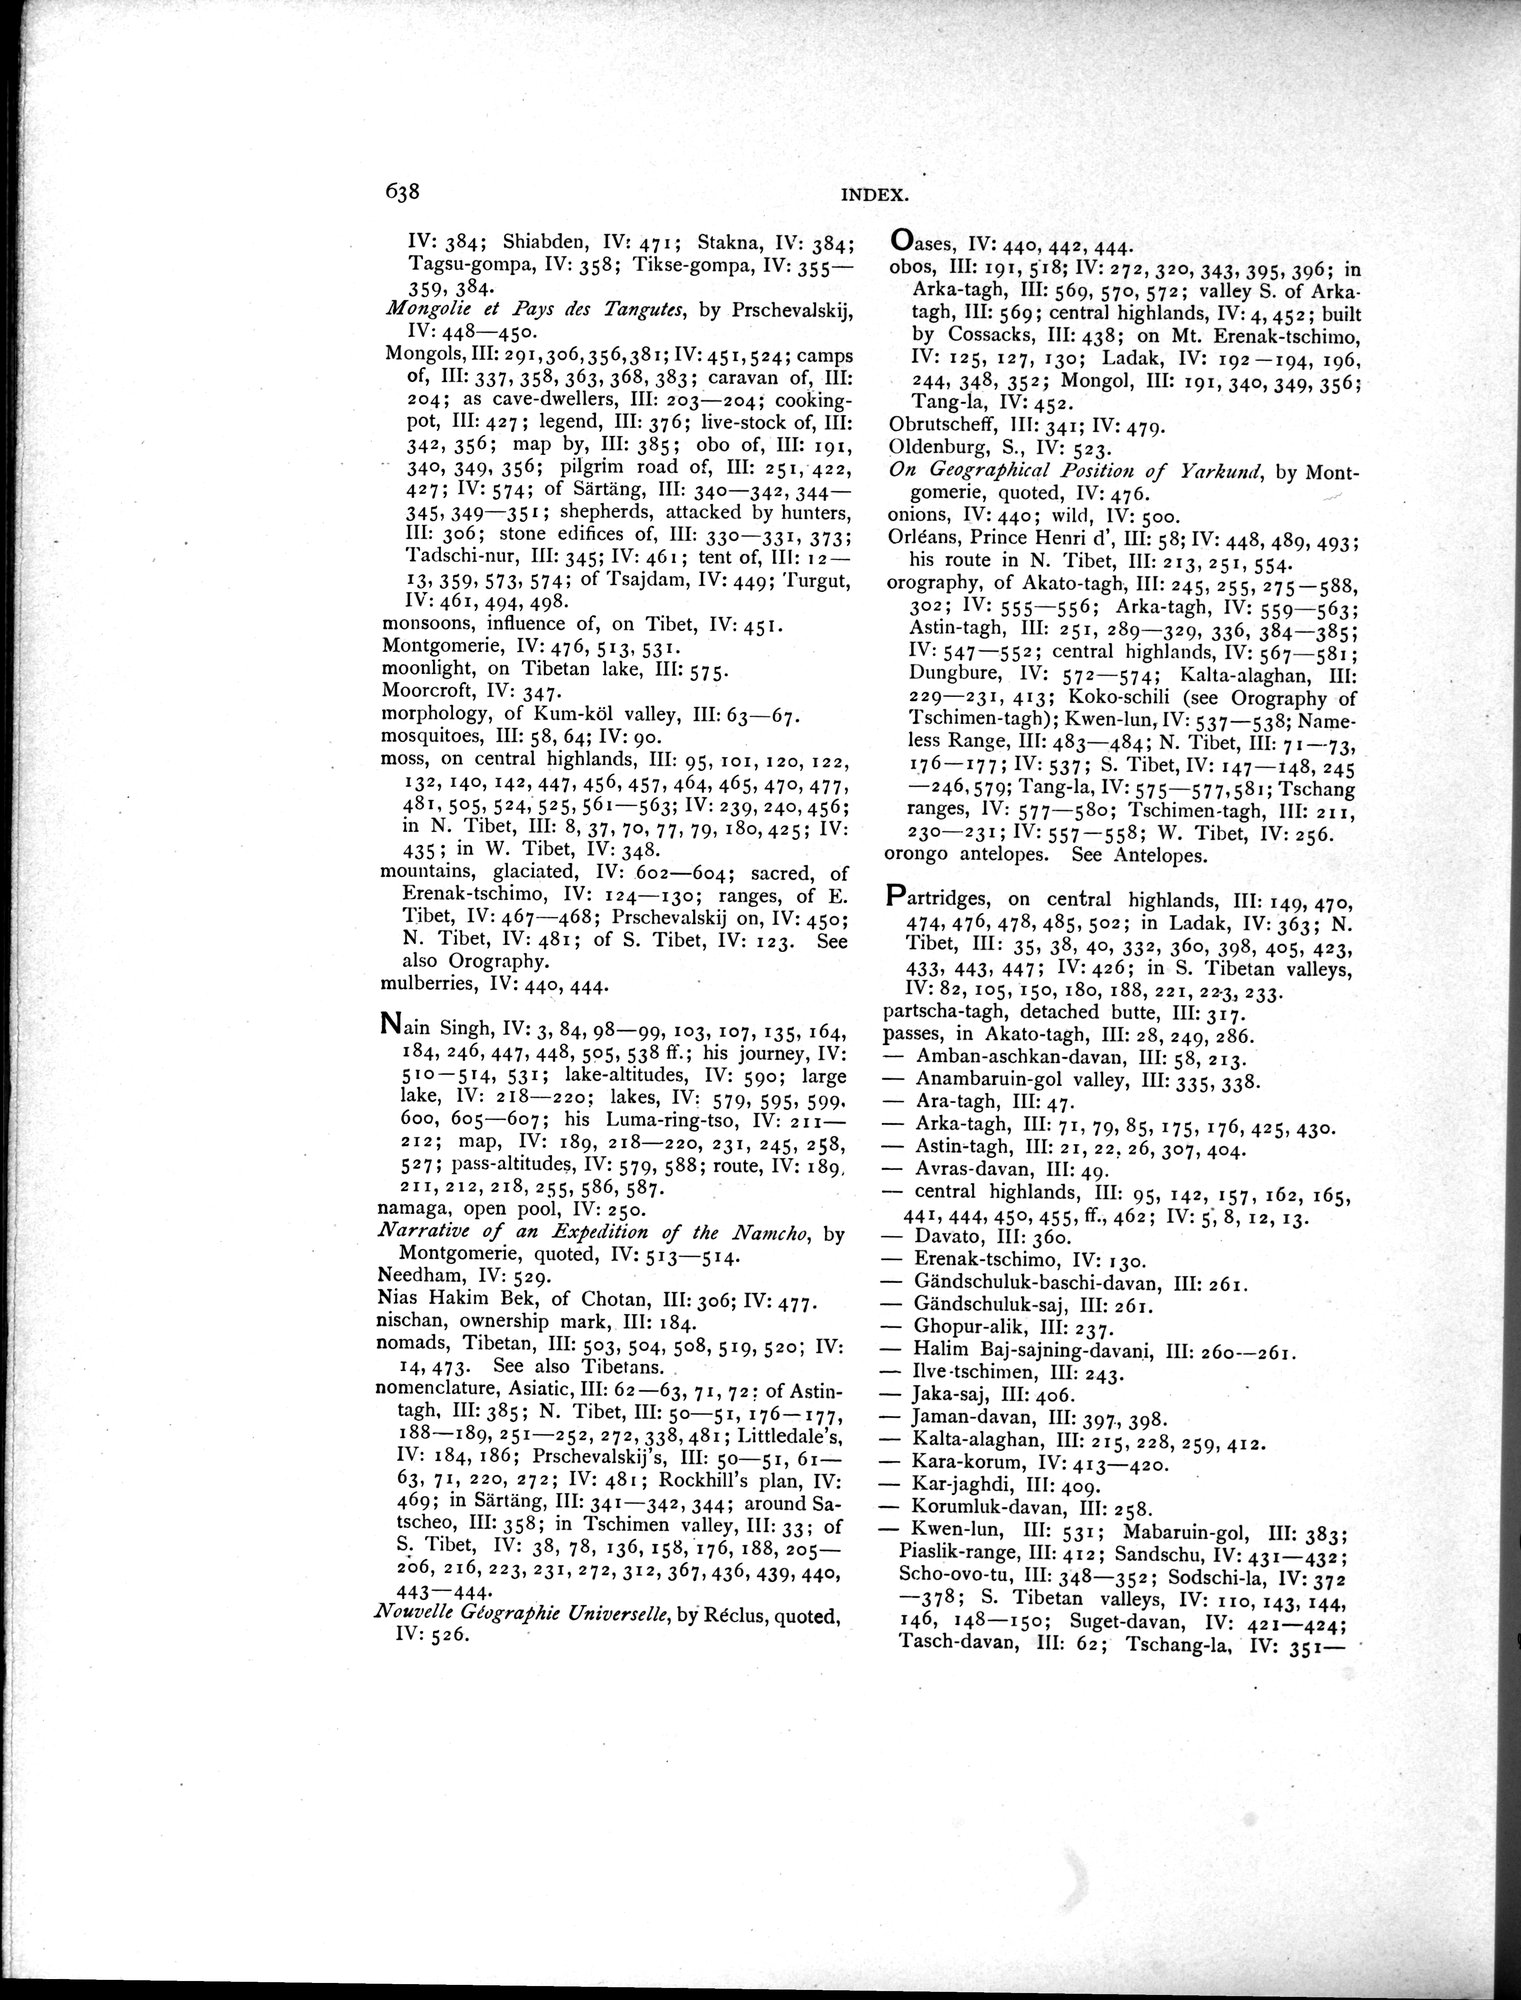 638
INDEX.
IV: 384; Shiabden, IV: 471; Stakna, IV: 384;
Tagsu-gompa, IV: 358; Tikse-gompa, IV: 355—
359, 384.
Mongolie et Pays des Tangutes, by Prschevalskij,
IV: 448—450.
Mongols, III: 291, 306, 356, 381; IV: 451, 524; camps
of, III: 337, 358, 363, 368, 383; caravan of, III:
204; as cave-dwellers, III: 203—204; cooking-
pot, III: 427; legend, III: 376; live-stock of, III:
342, 356; map by, III: 385; obo of, III: 191,
340, 349, 356; pilgrim road of, III: 251, 422,
427; IV: 574; of Särtäng, III: 340—342, 344—
345, 349—351; shepherds, attacked by hunters,
III: 306; stone edifices of, III: 330—331, 373;
Tadschi-nur, III: 345; IV: 461; tent of, III: 12—
13, 359, 573, 574; of Tsajdam, IV: 449; Turgut,
IV: 461, 494, 498.
monsoons, influence of, on Tibet, IV: 451.
Montgomerie, IV: 476, 513, 531.
moonlight, on Tibetan lake, III: 575.
Moorcroft, IV: 347.
morphology, of Kum-köl valley, III: 63—67.
mosquitoes, III: 58, 64; IV: 90.
moss, on central highlands, III: 95, 101, 120, 122,
132, 140, 142, 447, 456, 457, 464, 465, 470, 477,
481, 505, 524, 525, 561—563; IV: 239, 240, 456;
in N. Tibet, III: 8, 37, 70, 77, 79, 180, 425; IV:
435; in W. Tibet, IV: 348.
mountains, glaciated, IV: 602—604; sacred, of
Erenak-tschimo, IV: 124—130; ranges, of E.
Tibet, IV: 467—468; Prschevalskij on, IV: 450;
N. Tibet, IV: 481; of S. Tibet, IV: 123. See
also Orography.
mulberries, IV: 440, 444.
Nain Singh, IV: 3, 84, 98—99, 103, 107, 135, 164,
184, 246, 447, 448, 505, 538 ff.; his journey, IV:
510—514, 531; lake-altitudes, IV: 590; large
lake, IV: 218—220; lakes, IV: 579, 595, 599,
600, 605—607; his Luma-ring-tso, IV: 211—
212; map, IV: 189, 218—220, 231, 245, 258,
527; pass-altitudes, IV: 579, 588; route, IV: 189,
211, 212, 218, 255, 586, 587.
namaga, open pool, IV: 250.
Narrative of an Expedition of the Namcho, by
Montgomerie, quoted, IV: 513—514.
Needham, IV: 529.
Nias Hakim Bek, of Chotan, III: 306; IV: 477.
nischan, ownership mark, III: 184.
nomads, Tibetan, III: 503, 504, 508, 519, 520; IV:
14, 473. See also Tibetans.
nomenclature, Asiatic, III: 62—63, 71, 72; of Astin-
tagh, III: 385; N. Tibet, III: 50—51, 176—177,
188—189, 251—252, 272, 338, 481; Littledale's,
IV: 184, 186; Prschevalskij's, III: 50—51, 61—
63, 71, 220, 272; IV: 481; Rockhill's plan, IV:
469; in Särtäng, III: 341—342, 344; around Sa-
tscheo, III: 358; in Tschimen valley, III: 33; of
S. Tibet, IV: 38, 78, 136, 158, 176, 188, 205—
206, 216, 223, 231, 272, 312, 367, 436, 439, 440,
443—444.
Nouvelle Géographie Universelle, by Réclus, quoted,
IV: 526.
Oases, IV: 440, 442, 444.
obos, III: 191, 518; IV: 272, 320, 343, 395, 396; in
Arka-tagh, III: 569, 570, 572; valley S. of Arka-
tagh, III: 569; central highlands, IV: 4, 452; built
by Cossacks, III: 438; on Mt. Erenak-tschimo,
IV: 125, 127, 130; Ladak, IV: 192—194, 196,
244, 348, 352; Mongol, III: 191, 340, 349, 356;
Tang-la, IV: 452.
Obrutscheff, III: 341; IV: 479.
Oldenburg, S., IV: 523.
On Geographical Position of Yarkund, by Mont-
gomerie, quoted, IV: 476.
onions, IV: 440; wild, IV: 500.
Orléans, Prince Henri d', III: 58; IV: 448, 489, 493;
his route in N. Tibet, III: 213, 251, 554.
orography, of Akato-tagh, III: 245, 255, 275—588,
302; IV: 555—556; Arka-tagh, IV: 559—563;
Astin-tagh, III: 251, 289—329, 336, 384—385;
IV: 547—552; central highlands, IV: 567—581;
Dungbure, IV: 572—574; Kalta-alaghan, III:
229—231, 413; Koko-schili (see Orography of
Tschimen-tagh); Kwen-lun, IV: 537—538; Name-
less Range, III: 483—484; N. Tibet, III: 71—73,
176—177; IV: 537; S. Tibet, IV: 147—148, 245
—246, 579; Tang-la, IV: 575—577, 581; Tschang
ranges, IV: 577—580; Tschimen-tagh, III: 211,
230—231; IV: 557—558; W. Tibet, IV: 256.
orongo antelopes. See Antelopes.
Partridges, on central highlands, III: 149, 470,
474, 476, 478, 485, 502; in Ladak, IV: 363; N.
Tibet, III: 35, 38, 40, 332, 360, 398, 405, 423,
433, 443, 447; IV: 426; in S. Tibetan valleys,
IV: 82, 105, 150, 180, 188, 221, 223, 233.
partscha-tagh, detached butte, III: 317.
passes, in Akato-tagh, III: 28, 249, 286.
— Amban-aschkan-davan, III: 58, 213.
— Anambaruin-gol valley, III: 335, 338.
— Ara-tagh, III: 47.
— Arka-tagh, III: 71, 79, 85, 175, 176, 425, 430.
— Astin-tagh, III: 21, 22, 26, 307, 404.
— Avras-davan, III: 49.
— central highlands, III: 95, 142, 157, 162, 165,
441, 444, 450, 455, ff., 462; IV: 5, 8, 12, 13.
— Davato, III: 360.
— Erenak-tschimo, IV: 130.
— Gändschuluk-baschi-davan, III: 261.
— Gändschuluk-saj, III: 261.
— Ghopur-alik, III: 237.
— Halim Baj-sajning-davani, III: 260—261.
— Ilve-tschimen, III: 243.
— Jaka-saj, III: 406.
— Jaman-davan, III: 397, 398.
— Kalta-alaghan, III: 215, 228, 259, 412.
— Kara-korum, IV: 413—420.
— Kar-jaghdi, III: 409.
— Korumluk-davan, III: 258.
— Kwen-lun, III: 531; Mabaruin-gol, III: 383;
Piaslik-range, III: 412; Sandschu, IV: 431—432;
Scho-ovo-tu, III: 348—352; Sodschi-la, IV: 372
—378; S. Tibetan valleys, IV: 110, 143, 144,
146, 148—150; Suget-davan, IV: 421—424;
Tasch-davan, III: 62; Tschang-la, IV: 351—